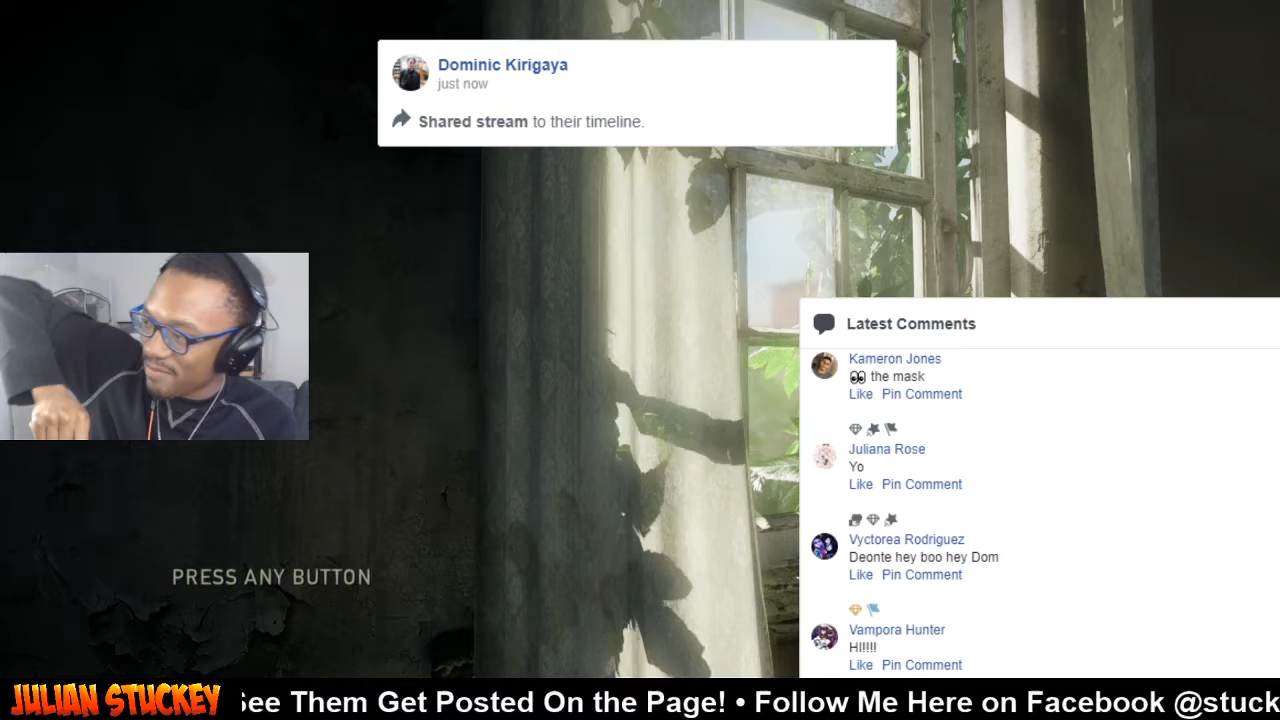 Dominic Kirigaya
just now
Shared stream to their timeline.
Latest Comments
Kameron Jones
👀 the mask
Like Pin Comment
Juliana Rose
Yo
Like Pin Comment
Vyctorea Rodriguez
Deonte hey boo hey Dom
Like Pin Comment
Vampora Hunter
HI!!!!
Like Pin Comment
PRESS ANY BUTTON
JULIAN STUCKEY
See Them Get Posted On the Page! • Follow Me Here on Facebook @stuck